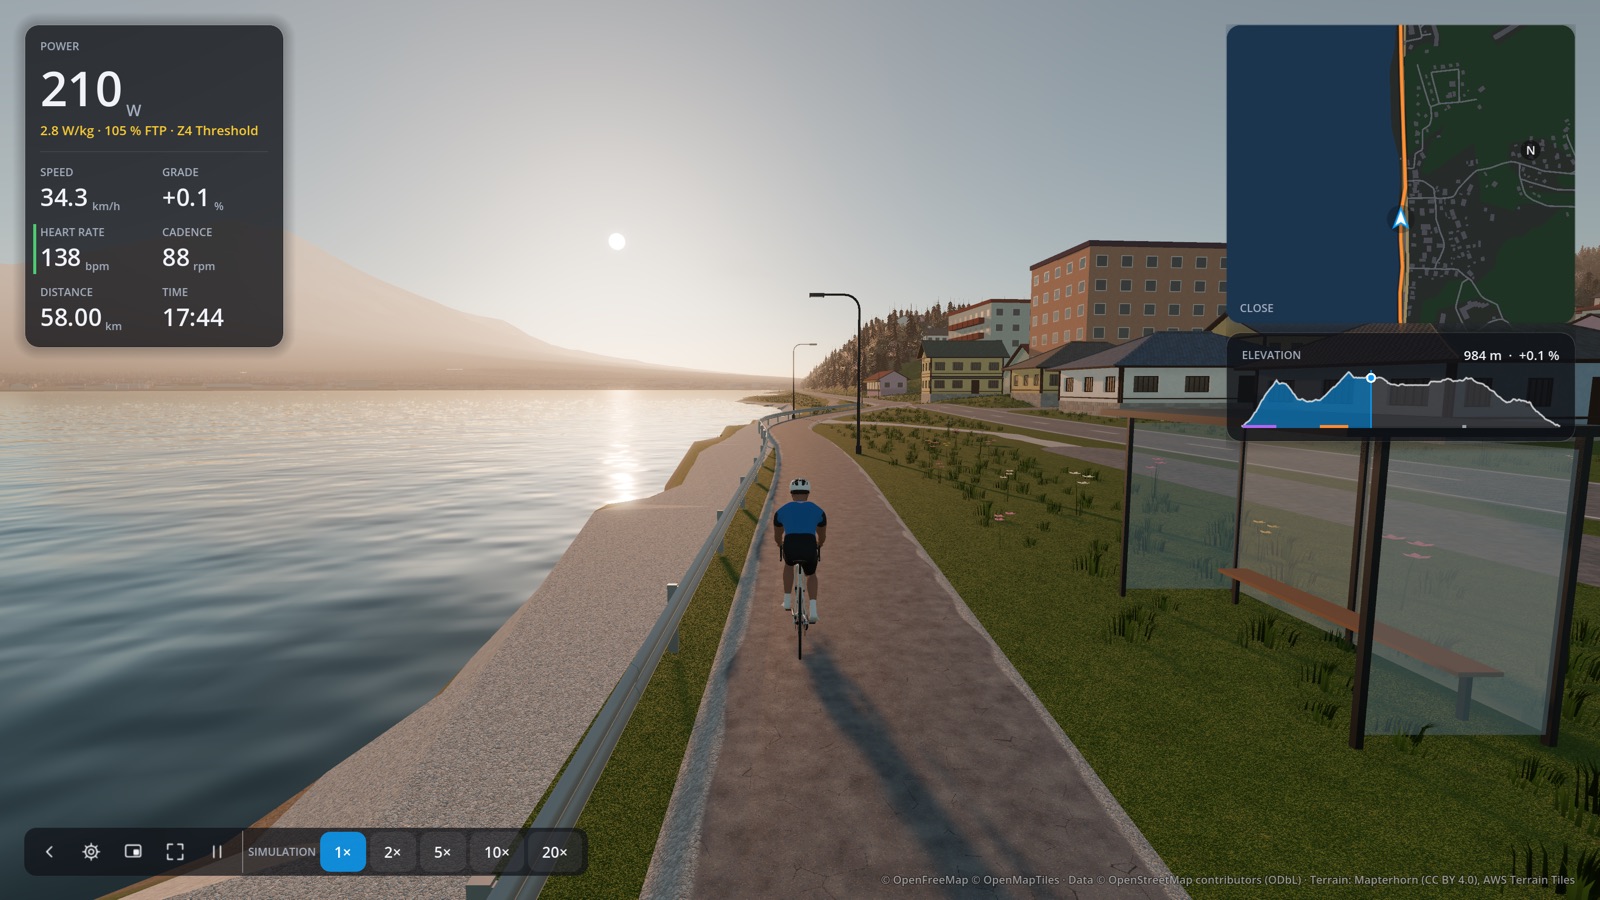 POWER
210 W
2.8 W/kg · 105 % FTP · Z4 Threshold
SPEED GRADE
34.3 km/h +0.1 %
HEART RATE CADENCE
138 bpm 88 rpm
DISTANCE TIME
58.00 km 17:44
N
CLOSE
ELEVATION 984 m · +0.1 %
SIMULATION 1× 2× 5× 10× 20×
© OpenFreeMap © OpenMapTiles · Data © OpenStreetMap contributors (ODbL) · Terrain: Mapterhorn (CC BY 4.0), AWS Terrain Tiles